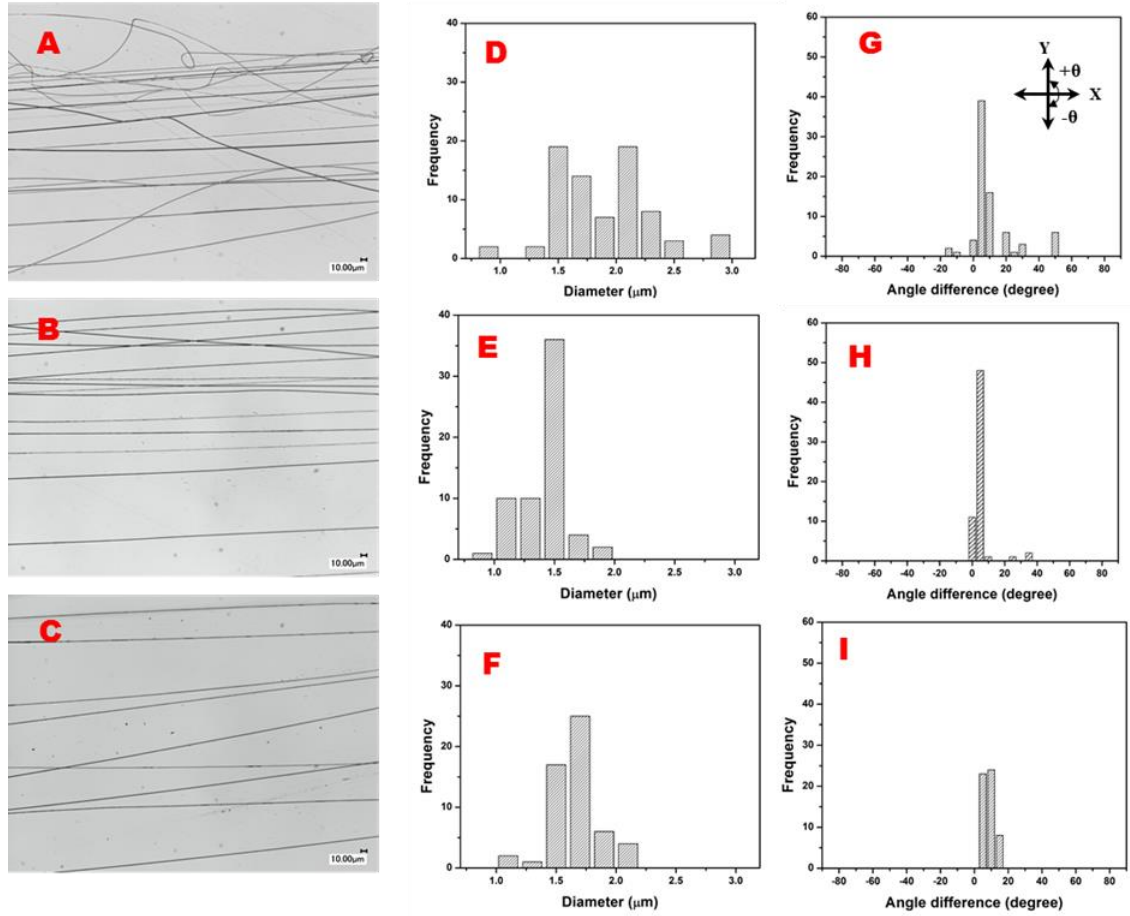 A
10.00µm
B
10.00µm
C
10.00µm
D
Frequency
40
30
20
10
0
1.0 1.5 2.0 2.5 3.0
Diameter (µm)
E
Frequency
40
30
20
10
0
1.0 1.5 2.0 2.5 3.0
Diameter (µm)
F
Frequency
40
30
20
10
0
1.0 1.5 2.0 2.5 3.0
Diameter (µm)
G
Y
+θ
X
-θ
Frequency
60
50
40
30
20
10
0
-80 -60 -40 -20 0 20 40 60 80
Angle difference (degree)
H
Frequency
60
50
40
30
20
10
0
-80 -60 -40 -20 0 20 40 60 80
Angle difference (degree)
I
Frequency
60
50
40
30
20
10
0
-80 -60 -40 -20 0 20 40 60 80
Angle difference (degree)